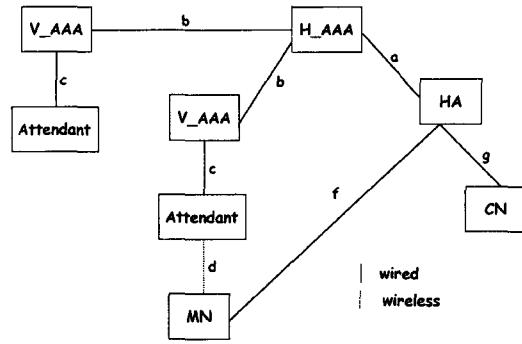 V_AAA
b
H_AAA
c
b
a
Attendant
V_AAA
HA
c
g
f
Attendant
CN
d
wired
MN
wireless